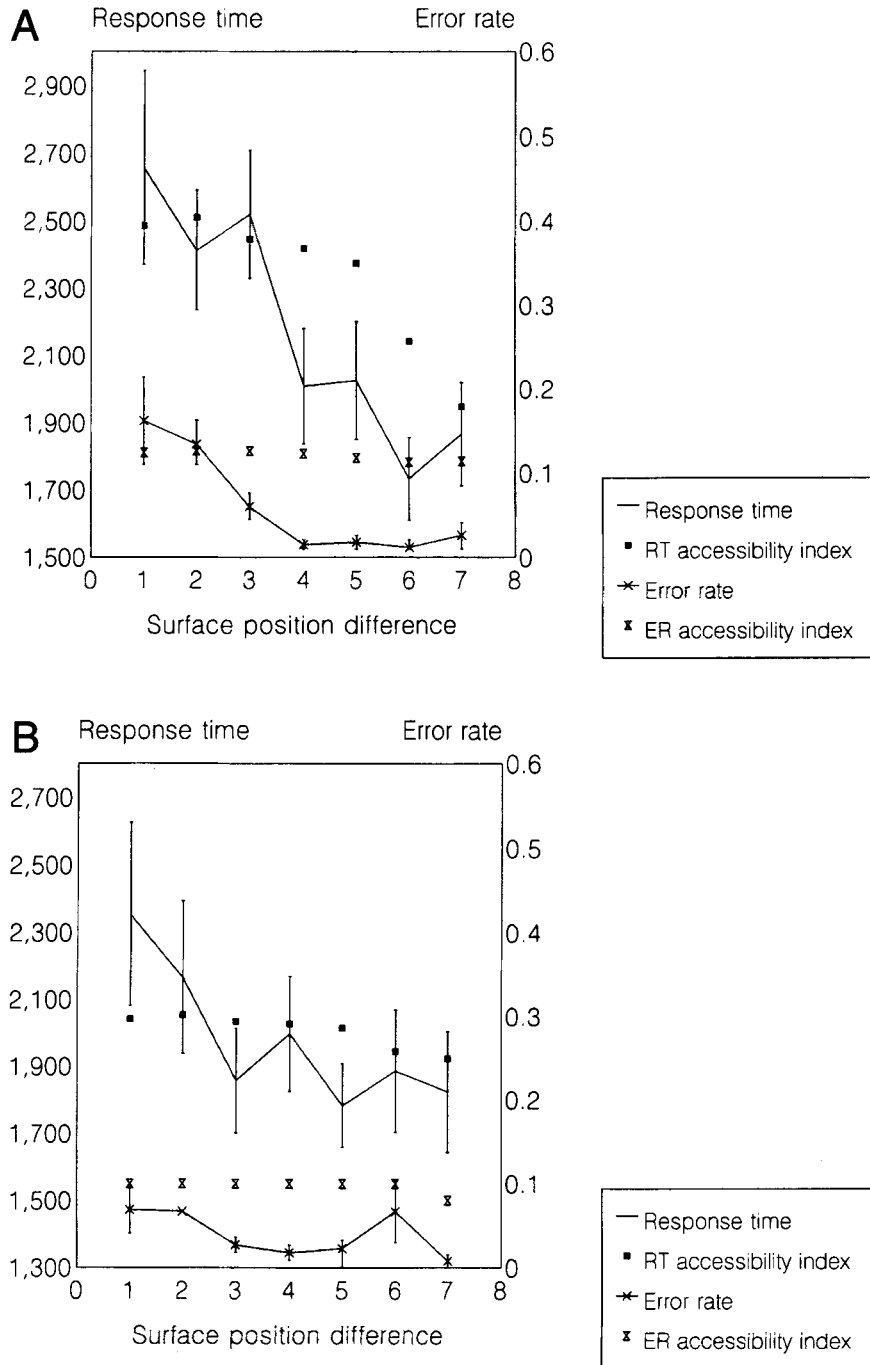 A
Response time Error rate
2,900
2,700
2,500
2,300
2,100
1,900
1,700
1,500
0.6
0.5
0.4
0.3
0.2
0.1
0
0 1 2 3 4 5 6 7 8
Surface position difference
Response time
RT accessibility index
Error rate
ER accessibility index
B
Response time Error rate
2,700
2,500
2,300
2,100
1,900
1,700
1,500
1,300
0.6
0.5
0.4
0.3
0.2
0.1
0
0 1 2 3 4 5 6 7 8
Surface position difference
Response time
RT accessibility index
Error rate
ER accessibility index